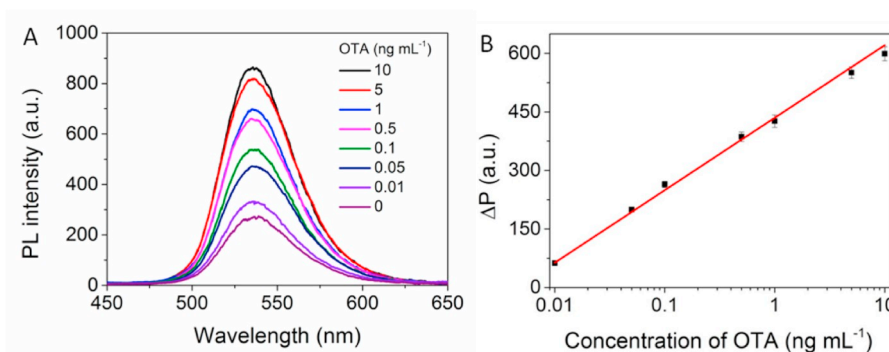 A
1000
800
600
400
200
0
PL intensity (a.u.)
450 500 550 600 650
Wavelength (nm)
OTA (ng mL⁻¹)
10
5
1
0.5
0.1
0.05
0.01
0
B
600
450
300
150
0
ΔP (a.u.)
0.01 0.1 1 10
Concentration of OTA (ng mL⁻¹)